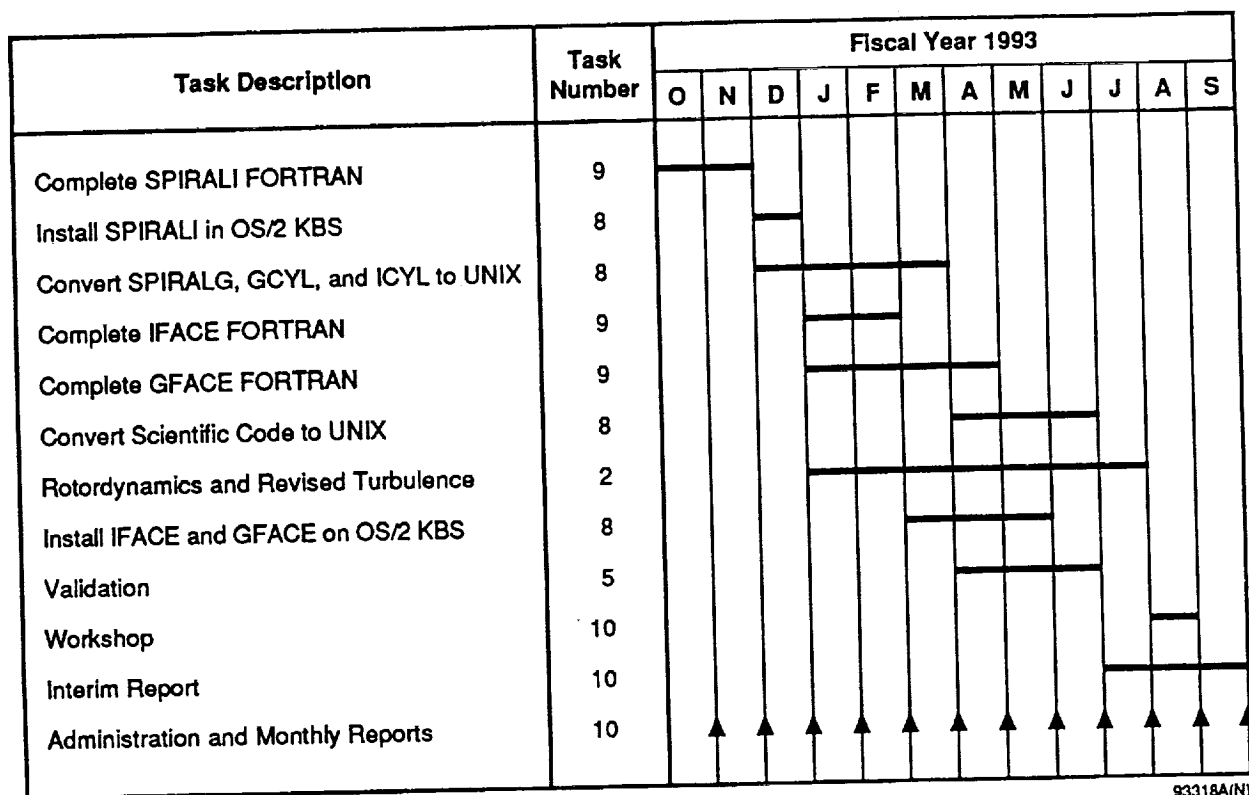 Fiscal Year 1993
Task Description
Task
Number
O N D J F M A M J J A S
Complete SPIRALI FORTRAN 9
Install SPIRALI in OS/2 KBS 8
Convert SPIRALG, GCYL, and ICYL to UNIX 8
Complete IFACE FORTRAN 9
Complete GFACE FORTRAN 9
Convert Scientific Code to UNIX 8
Rotordynamics and Revised Turbulence 2
Install IFACE and GFACE on OS/2 KBS 8
Validation 5
Workshop 10
Interim Report 10
Administration and Monthly Reports 10